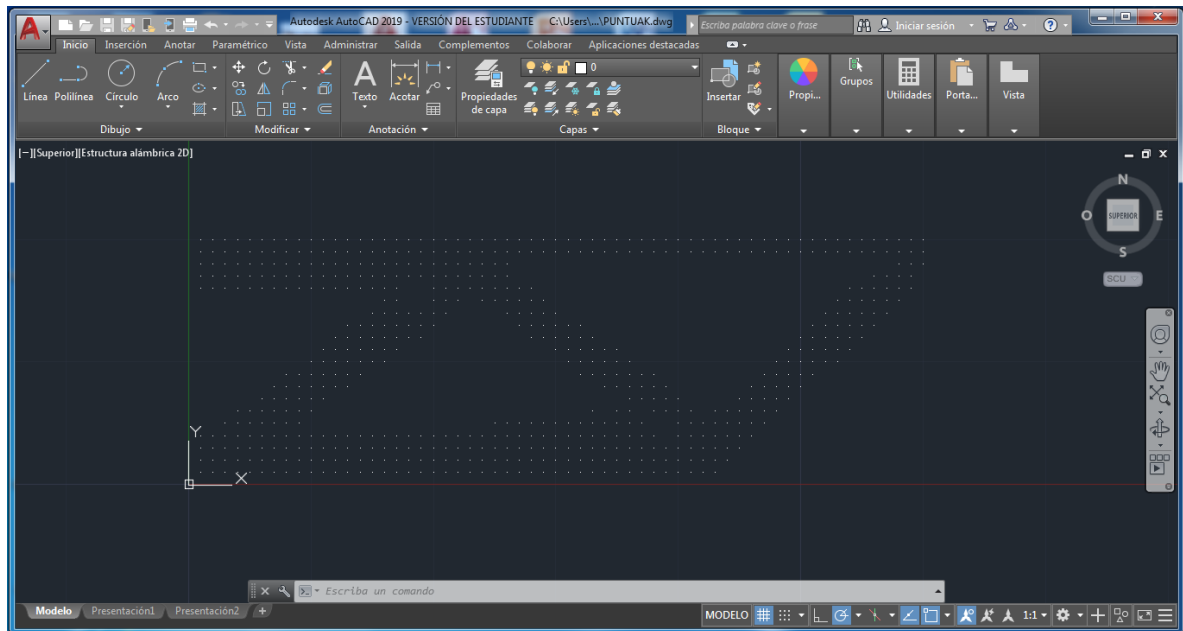 Autodesk AutoCAD 2019 - VERSIÓN DEL ESTUDIANTE C:\Users\...\PUNTUAK.dwg Escriba palabra clave o frase Iniciar sesión
Inicio Inserción Anotar Paramétrico Vista Administrar Salida Complementos Colaborar Aplicaciones destacadas
Línea Polilínea Círculo Arco Texto Acotar Propiedades de capa 0 Insertar Propi... Grupos Utilidades Porta... Vista
Dibujo Modificar Anotación Capas Bloque
[−][Superior][Estructura alámbrica 2D]
N
O SUPERIOR E
S
SCU
Y
X
Escriba un comando
Modelo Presentación1 Presentación2 + MODELO 1:1